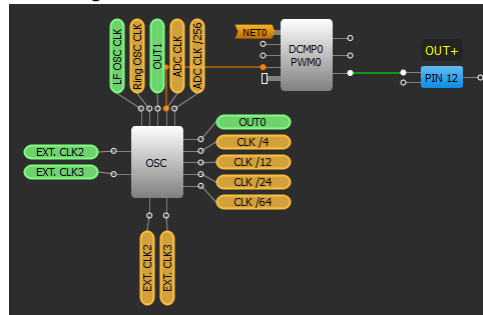 LF OSC CLK
Ring OSC CLK
OUT1
ADC CLK
ADC CLK /256
NET0
DCMP0
PWM0
OUT+
PIN 12
OSC
EXT. CLK2
EXT. CLK3
OUT0
CLK /4
CLK /12
CLK /24
CLK /64
EXT. CLK2
EXT. CLK3